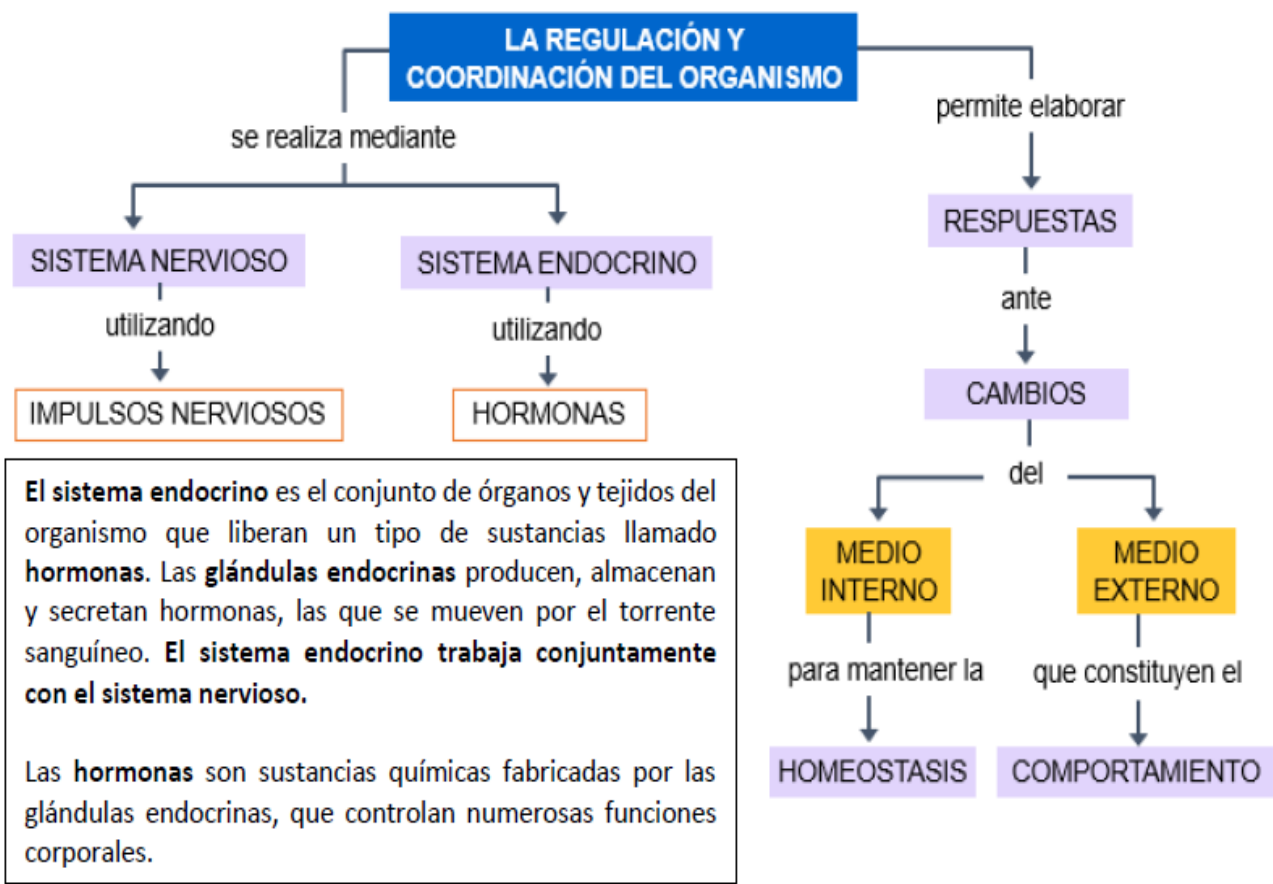 LA REGULACIÓN Y
COORDINACIÓN DEL ORGANISMO
se realiza mediante
SISTEMA NERVIOSO
utilizando
IMPULSOS NERVIOSOS
SISTEMA ENDOCRINO
utilizando
HORMONAS
permite elaborar
RESPUESTAS
ante
CAMBIOS
del
MEDIO
INTERNO
para mantener la
HOMEOSTASIS
MEDIO
EXTERNO
que constituyen el
COMPORTAMIENTO
El sistema endocrino es el conjunto de órganos y tejidos del
organismo que liberan un tipo de sustancias llamado
hormonas. Las glándulas endocrinas producen, almacenan
y secretan hormonas, las que se mueven por el torrente
sanguíneo. El sistema endocrino trabaja conjuntamente
con el sistema nervioso.
Las hormonas son sustancias químicas fabricadas por las
glándulas endocrinas, que controlan numerosas funciones
corporales.